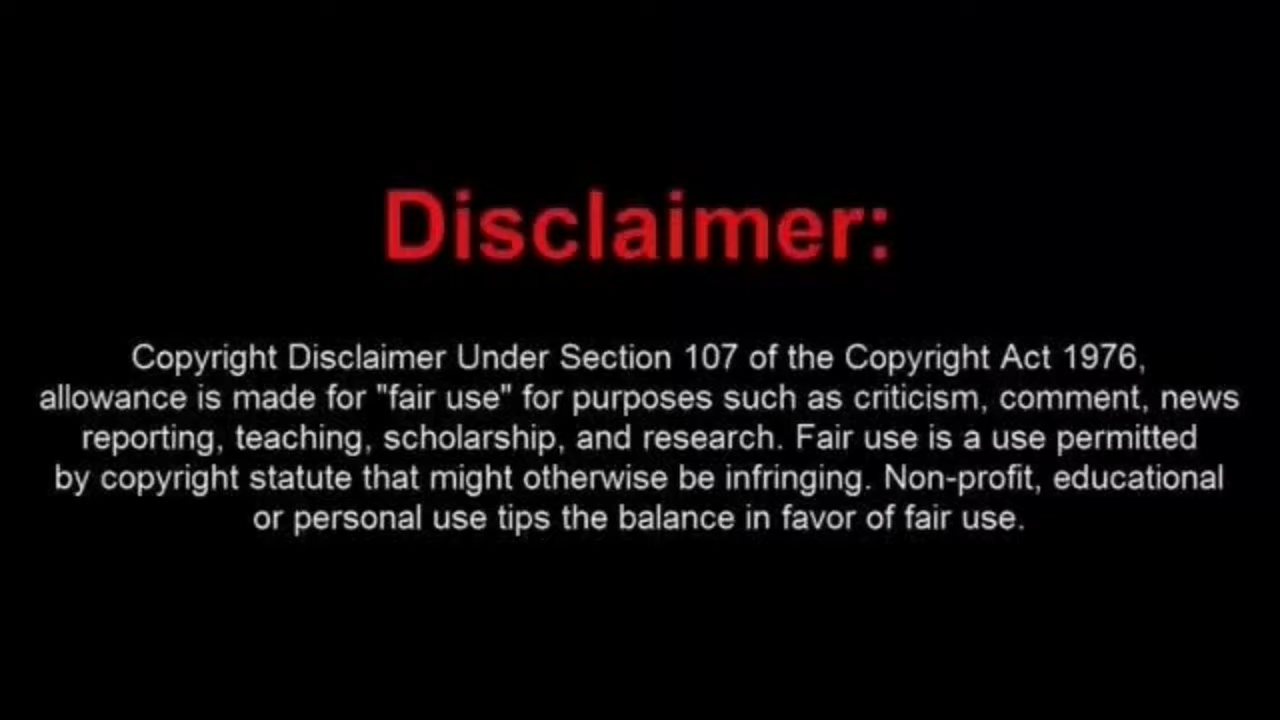 Disclaimer:
Copyright Disclaimer Under Section 107 of the Copyright Act 1976,
allowance is made for "fair use" for purposes such as criticism, comment, news
reporting, teaching, scholarship, and research. Fair use is a use permitted
by copyright statute that might otherwise be infringing. Non-profit, educational
or personal use tips the balance in favor of fair use.